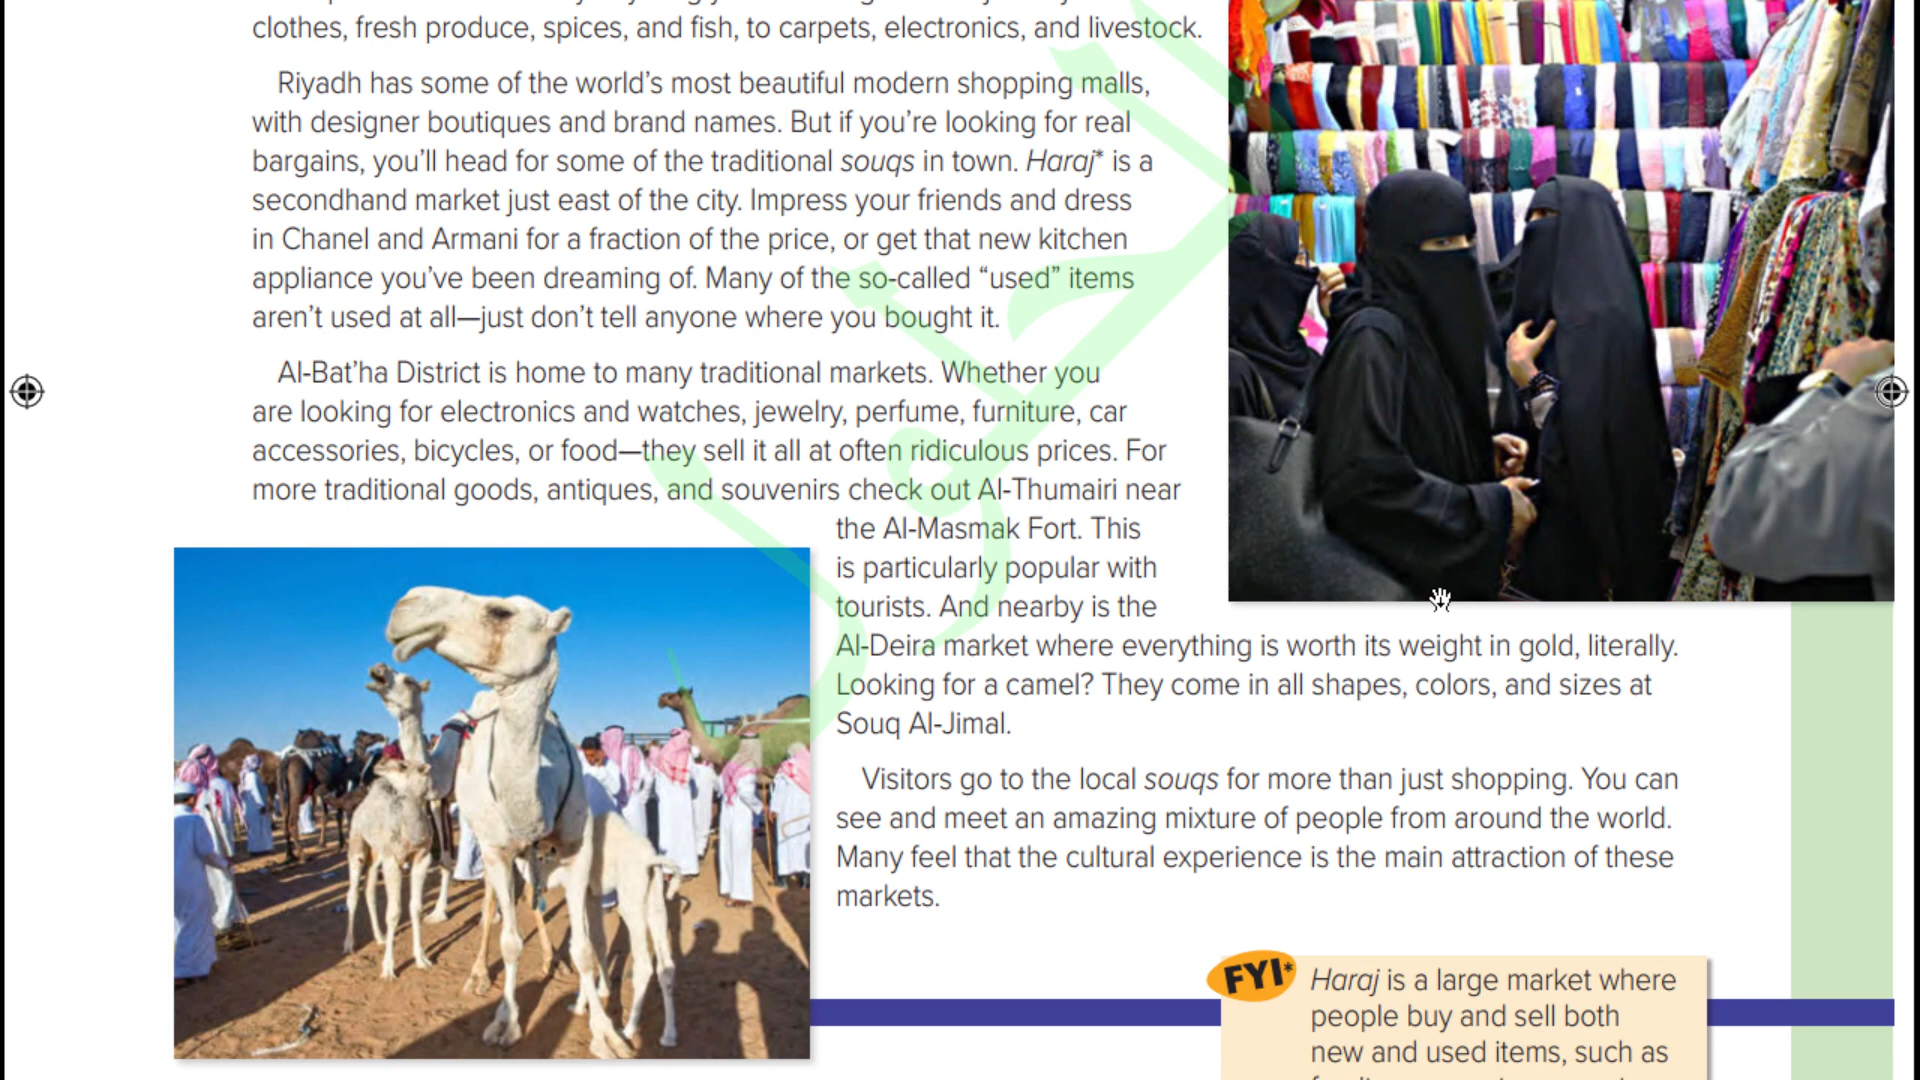 clothes, fresh produce, spices, and fish, to carpets, electronics, and livestock.
Riyadh has some of the world's most beautiful modern shopping malls,
with designer boutiques and brand names. But if you're looking for real
bargains, you'll head for some of the traditional souqs in town. Haraj* is a
secondhand market just east of the city. Impress your friends and dress
in Chanel and Armani for a fraction of the price, or get that new kitchen
appliance you've been dreaming of. Many of the so-called “used” items
aren't used at all—just don't tell anyone where you bought it.
Al-Bat'ha District is home to many traditional markets. Whether you
are looking for electronics and watches, jewelry, perfume, furniture, car
accessories, bicycles, or food—they sell it all at often ridiculous prices. For
more traditional goods, antiques, and souvenirs check out Al-Thumairi near
the Al-Masmak Fort. This
is particularly popular with
tourists. And nearby is the
Al-Deira market where everything is worth its weight in gold, literally.
Looking for a camel? They come in all shapes, colors, and sizes at
Souq Al-Jimal.
Visitors go to the local souqs for more than just shopping. You can
see and meet an amazing mixture of people from around the world.
Many feel that the cultural experience is the main attraction of these
markets.
FYI*
Haraj is a large market where
people buy and sell both
new and used items, such as